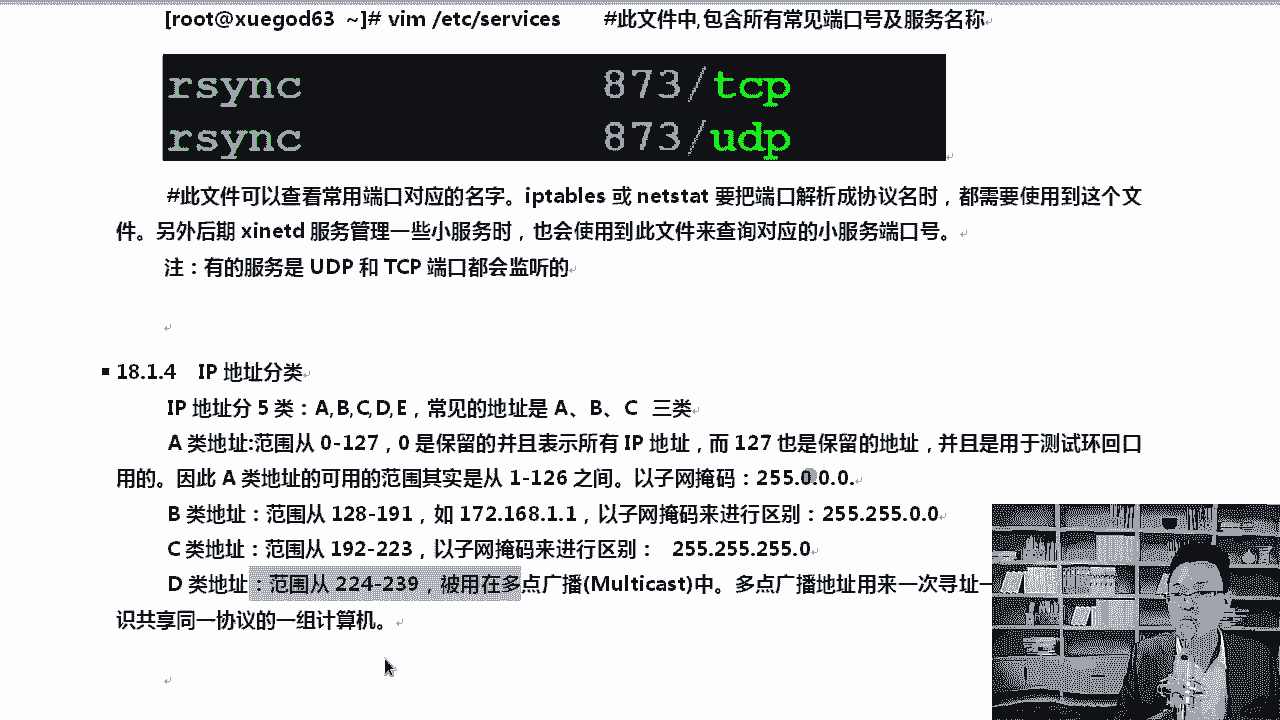 [root@xuegod63 ~]# vim /etc/services #此文件中,包含所有常见端口号及服务名称
rsync 873/tcp
rsync 873/udp
#此文件可以查看常用端口对应的名字。iptables 或 netstat 要把端口解析成协议名时，都需要使用到这个文
件。另外后期 xinetd 服务管理一些小服务时，也会使用到此文件来查询对应的小服务端口号。
注：有的服务是 UDP 和 TCP 端口都会监听的
■ 18.1.4 IP 地址分类
IP 地址分 5 类：A,B,C,D,E，常见的地址是 A、B、C 三类
A 类地址:范围从 0-127，0 是保留的并且表示所有 IP 地址，而 127 也是保留的地址，并且是用于测试环回口
用的。因此 A 类地址的可用的范围其实是从 1-126 之间。以子网掩码：255.0.0.0.
B 类地址：范围从 128-191，如 172.168.1.1，以子网掩码来进行区别：255.255.0.0
C 类地址：范围从 192-223，以子网掩码来进行区别： 255.255.255.0
D 类地址：范围从 224-239，被用在多点广播(Multicast)中。多点广播地址用来一次寻址一
识共享同一协议的一组计算机。